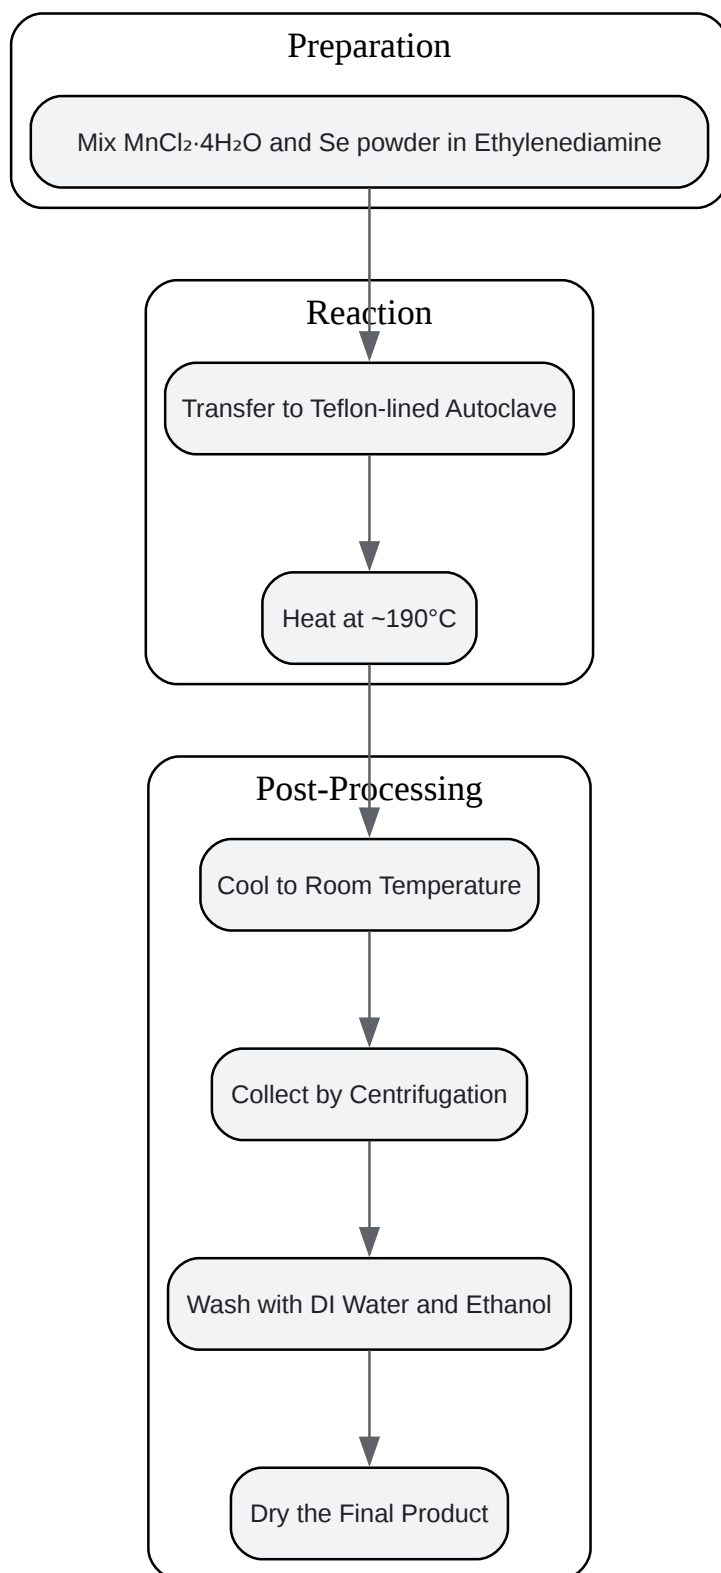 Preparation
Mix MnCl₂·4H₂O and Se powder in Ethylenediamine
Reaction
Transfer to Teflon-lined Autoclave
Heat at ~190°C
Post-Processing
Cool to Room Temperature
Collect by Centrifugation
Wash with DI Water and Ethanol
Dry the Final Product